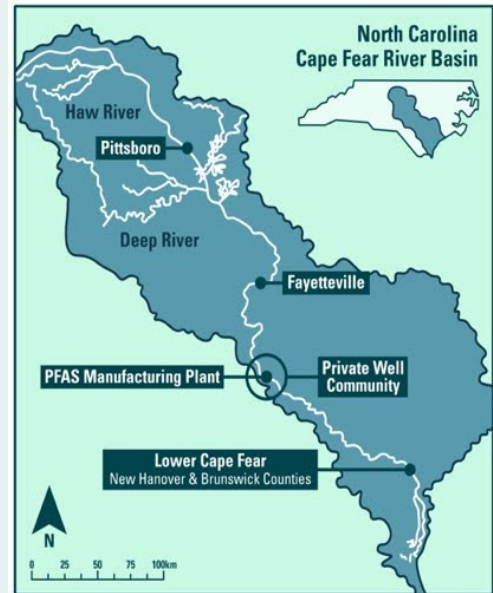 North Carolina
Cape Fear River Basin
Haw River
Pittsboro
Deep River
Fayetteville
PFAS Manufacturing Plant
Private Well
Community
Lower Cape Fear
New Hanover & Brunswick Counties
N
0 25 50 75 100km